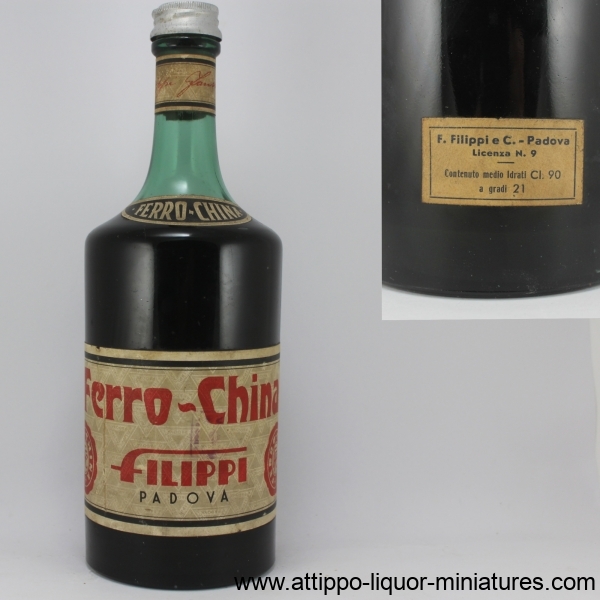 FERRO-CHINA
Ferro-China
FILIPPI
PADOVA
F. Filippi e C. - Padova
Licenza N. 9
Contenuto medio Idrati Cl. 90
a gradi 21
www.attippo-liquor-miniatures.com